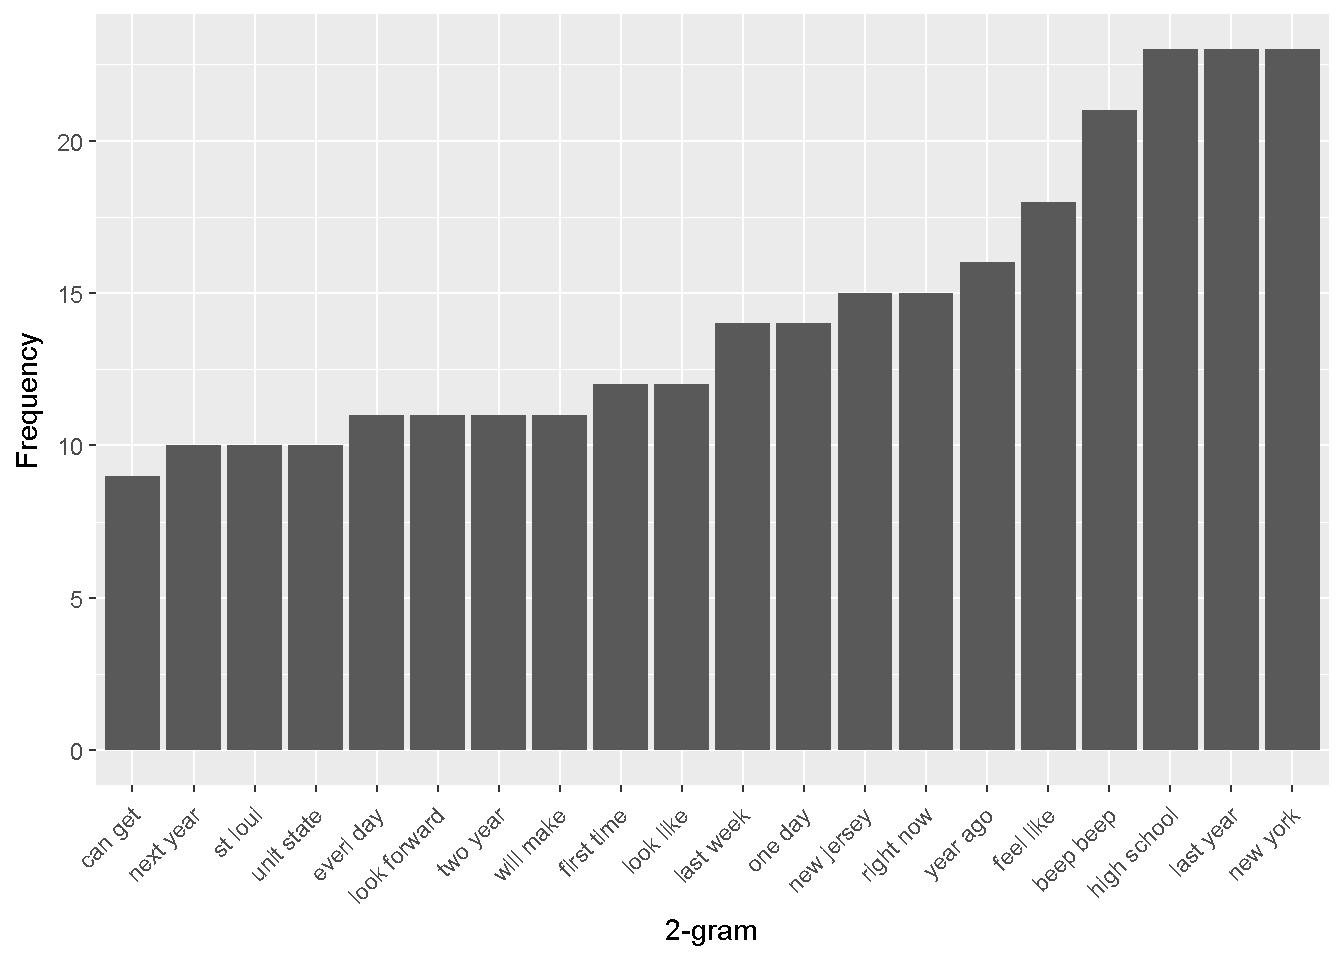 Frequency
20
15
10
5
0
can get
next year
st loui
unit state
everi day
look forward
two year
will make
first time
look like
last week
one day
new jersey
right now
year ago
feel like
beep beep
high school
last year
new york
2-gram